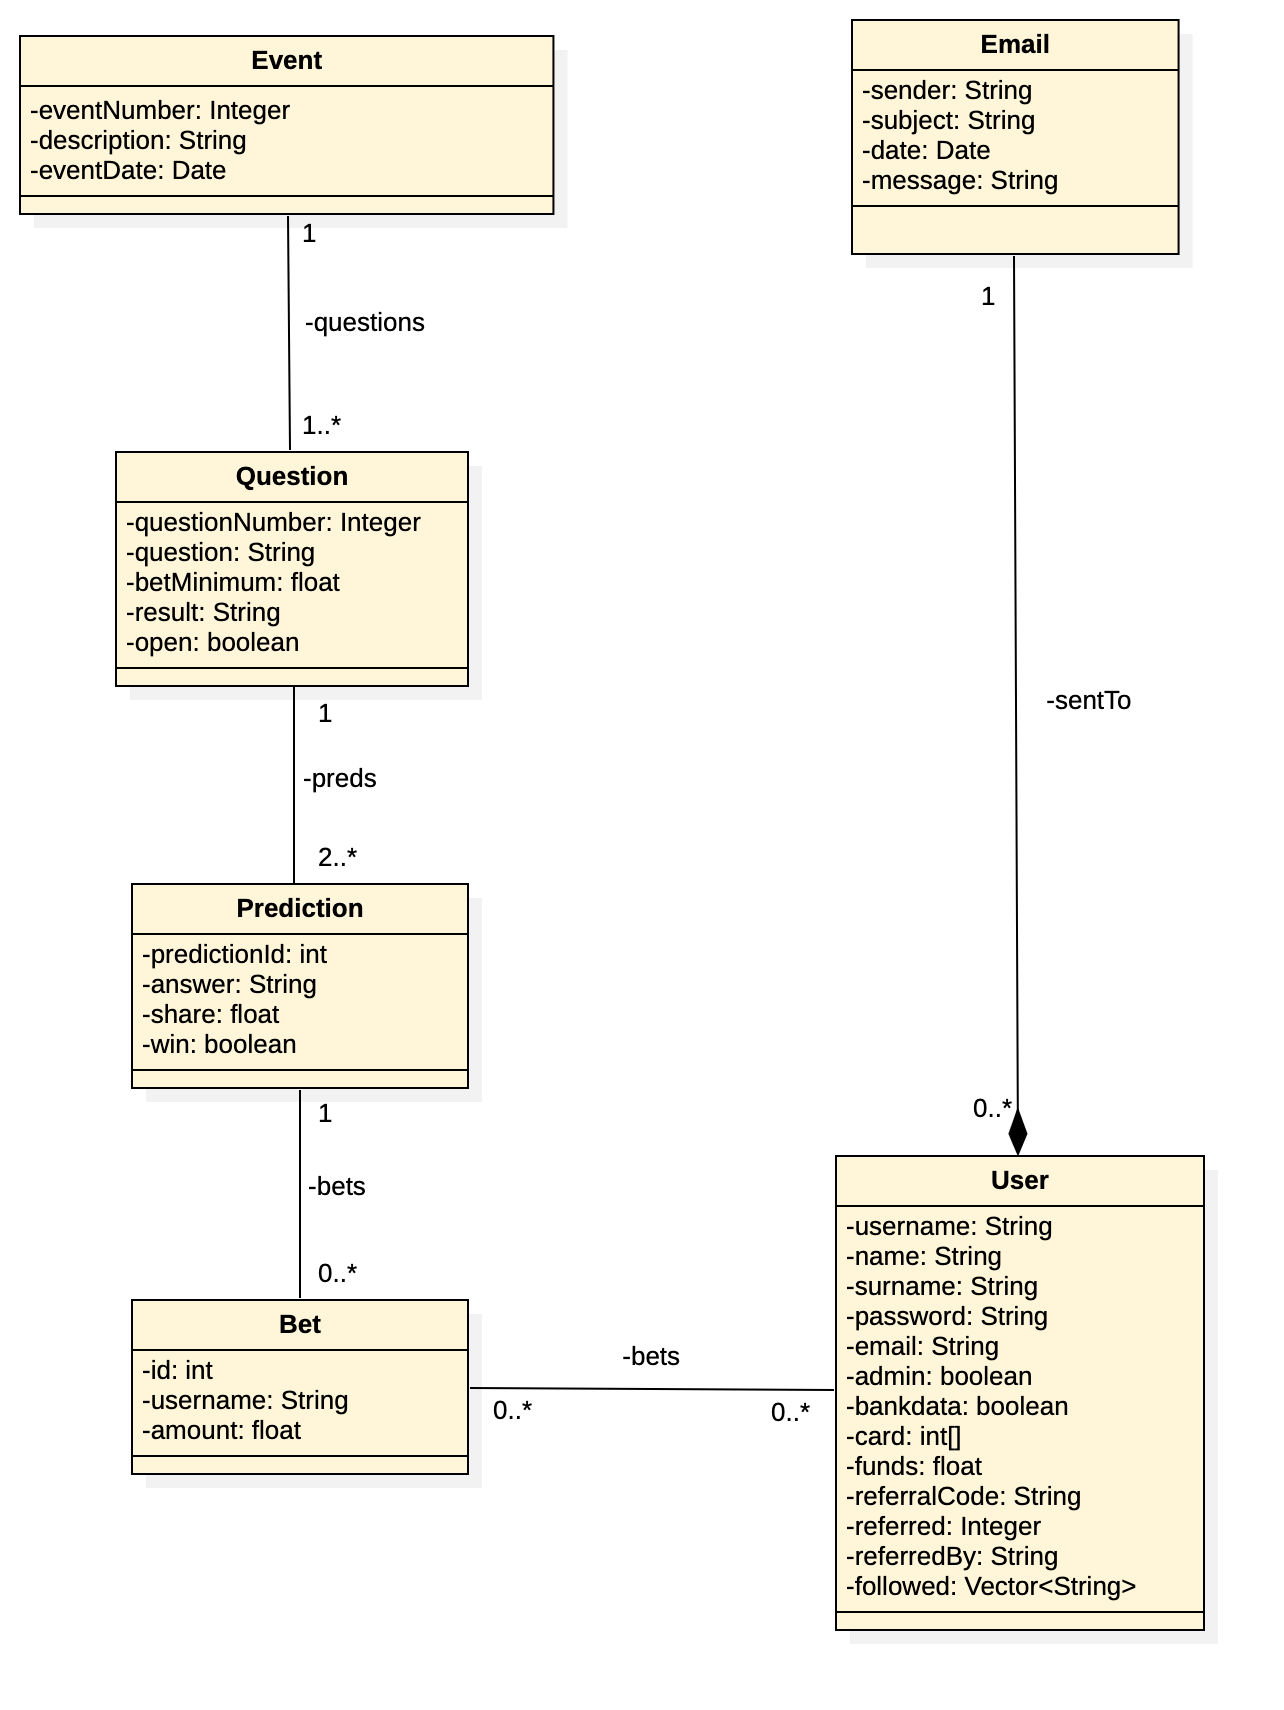 Event
-eventNumber: Integer
-description: String
-eventDate: Date
1
-questions
1..*
Question
-questionNumber: Integer
-question: String
-betMinimum: float
-result: String
-open: boolean
1
-preds
2..*
Prediction
-predictionId: int
-answer: String
-share: float
-win: boolean
1
-bets
0..*
Bet
-id: int
-username: String
-amount: float
-bets
0..*
0..*
Email
-sender: String
-subject: String
-date: Date
-message: String
1
-sentTo
0..*
User
-username: String
-name: String
-surname: String
-password: String
-email: String
-admin: boolean
-bankdata: boolean
-card: int[]
-funds: float
-referralCode: String
-referred: Integer
-referredBy: String
-followed: Vector<String>